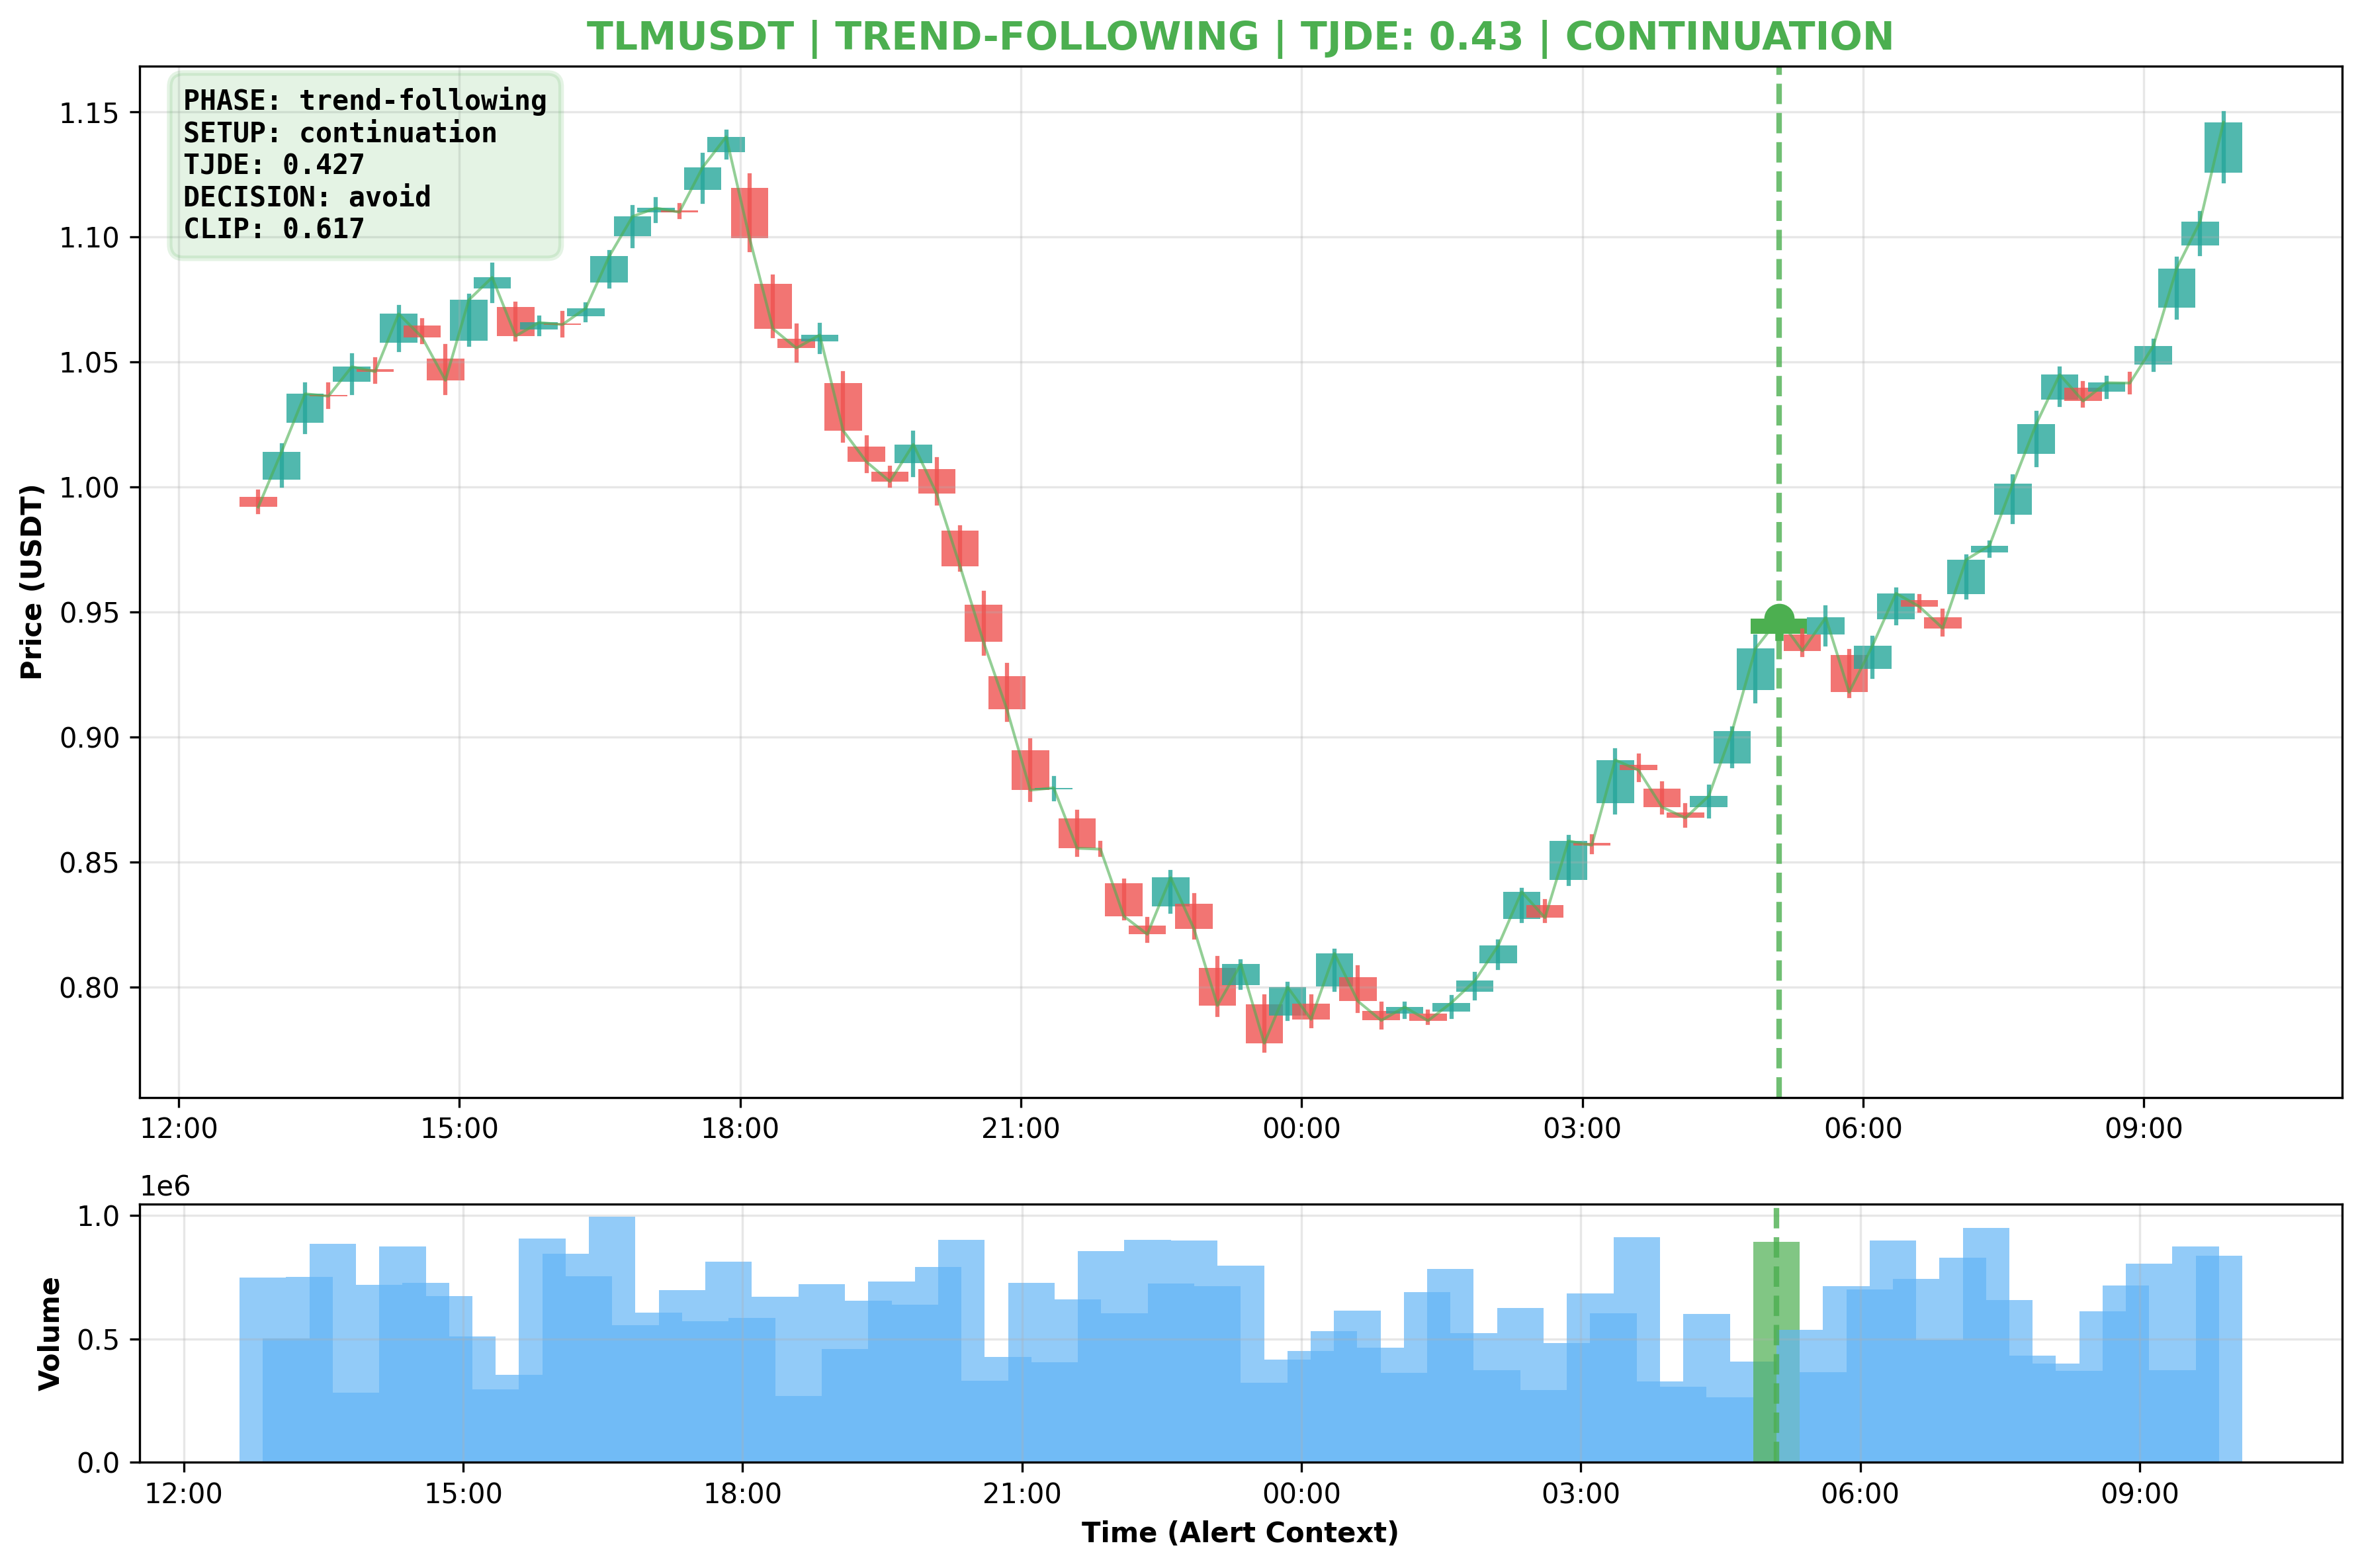 TLMUSDT | TREND-FOLLOWING | TJDE: 0.43 | CONTINUATION
PHASE: trend-following
SETUP: continuation
TJDE: 0.427
DECISION: avoid
CLIP: 0.617
Price (USDT)
1.15
1.10
1.05
1.00
0.95
0.90
0.85
0.80
12:00 15:00 18:00 21:00 00:00 03:00 06:00 09:00
1e6
Volume
1.0
0.5
0.0
12:00 15:00 18:00 21:00 00:00 03:00 06:00 09:00
Time (Alert Context)